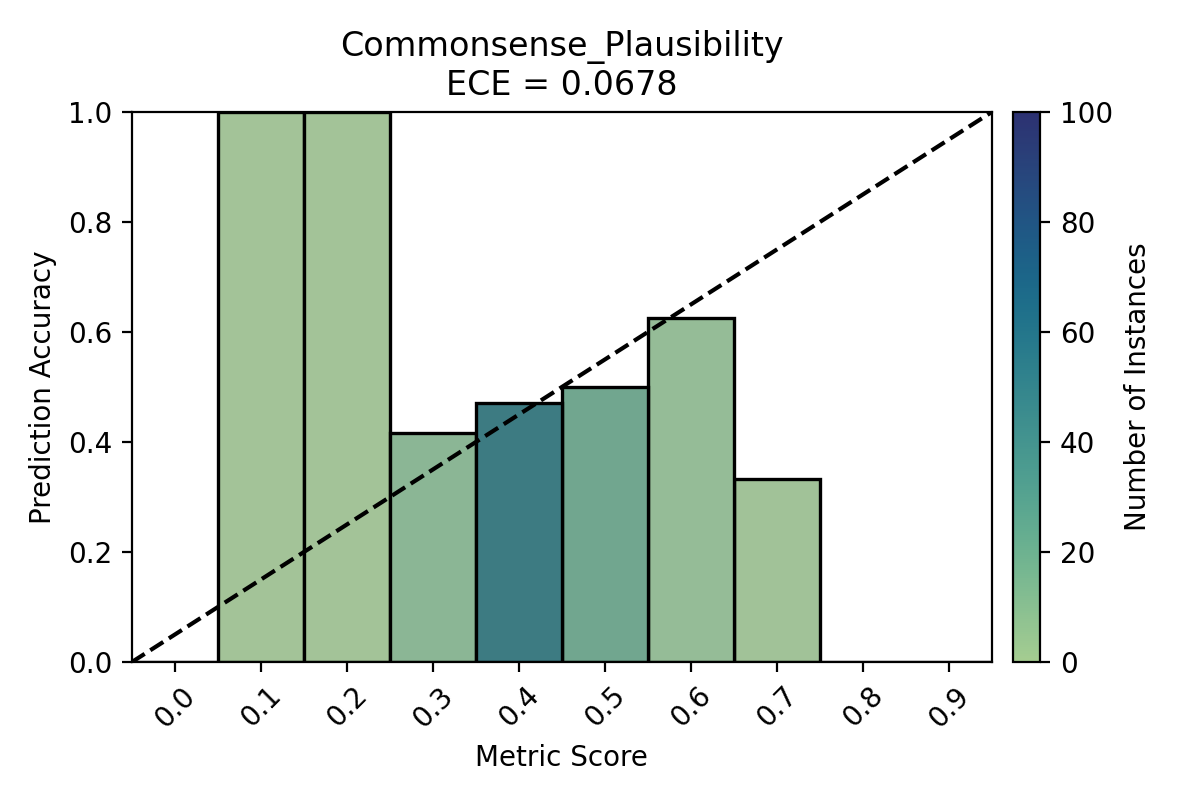 Commonsense_Plausibility
ECE = 0.0678
Prediction Accuracy
1.0
0.8
0.6
0.4
0.2
0.0
0.0 0.1 0.2 0.3 0.4 0.5 0.6 0.7 0.8 0.9
Metric Score
100
80
60
40
20
0
Number of Instances